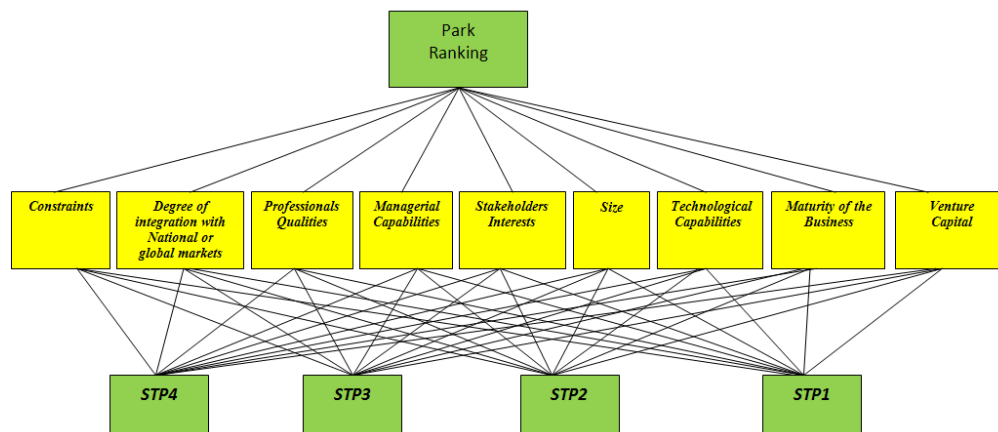 Park
Ranking
Constraints
Degree of
integration with
National or
global markets
Professionals
Qualities
Managerial
Capabilities
Stakeholders
Interests
Size
Technological
Capabilities
Maturity of the
Business
Venture
Capital
STP4
STP3
STP2
STP1